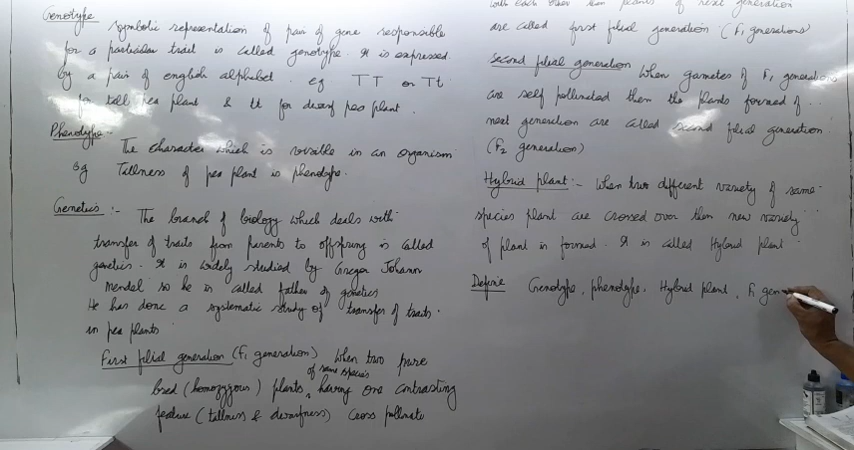 Genotype
Symbolic representation of pair of gene responsible
for a particular trait is called genotype. It is expressed
by a pair of english alphabet. eg TT or Tt
for tall pea plant & tt for dwarf pea plant.
Phenotype:-
The character which is visible in an organism
eg Tallness of pea plant is phenotype.
Genetics :-
The branch of biology which deals with
transfer of traits from parents to offspring is called
genetics. It is widely studied by Gregor Johann
Mendel so he is called father of genetics
He has done a systematic study of transfer of traits.
in pea plants
First filial generation (F1 generation) When two pure
of same species
bred (homozygous) plants, having one contrasting
feature (tallness & dwarfness) cross pollinate
with each other then plants of next generation
are called first filial generation (F1 generations)
Second filial generation When gametes of F1 generation
are self pollinated then the plants formed of
next generation are called second filial generation
(F2 generation)
Hybrid plant:- When two different variety of same
species plant are crossed over then new variety
of plant is formed. It is called Hybrid plant
Define Genotype, phenotype, Hybrid plant, F1 gen